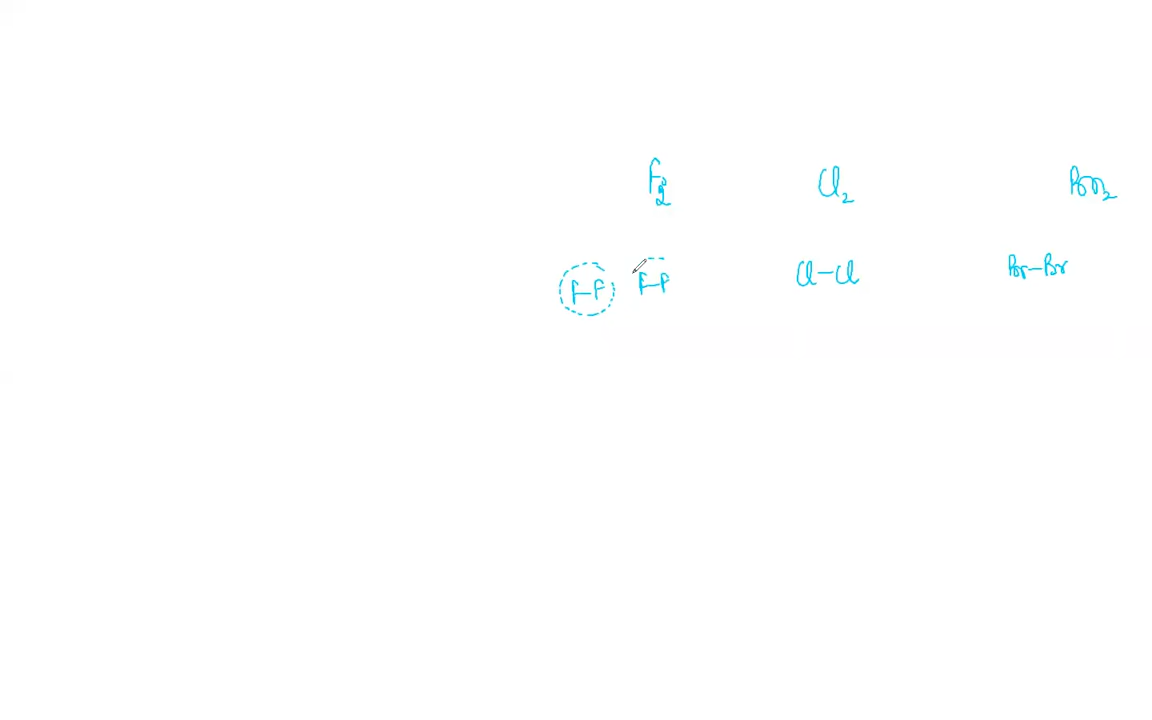 F₂ Cl₂ Br₂
F-F F-F Cl-Cl Br-Br